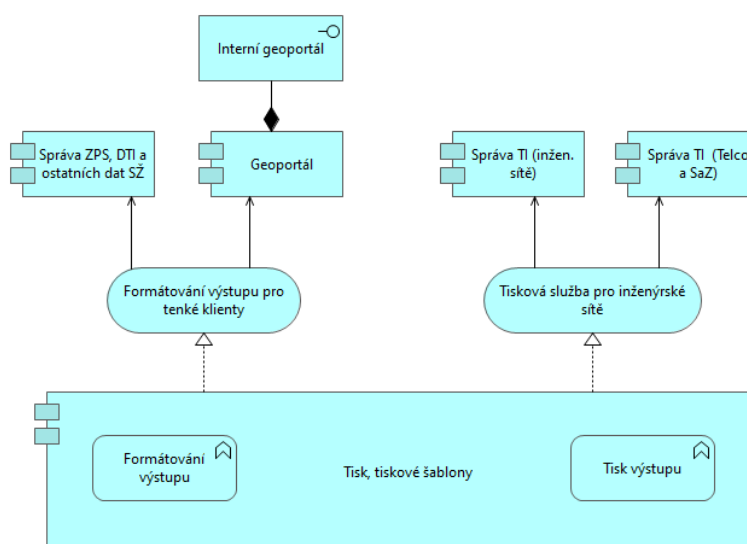 Interní geoportál
Správa ZPS, DTI a
ostatních dat SŽ
Geoportál
Správa TI (inžen.
sítě)
Správa TI (Telco
a SaZ)
Formátování výstupu pro
tenké klienty
Tisková služba pro inženýrské
sítě
Formátování
výstupu
Tisk, tiskové šablony
Tisk výstupu